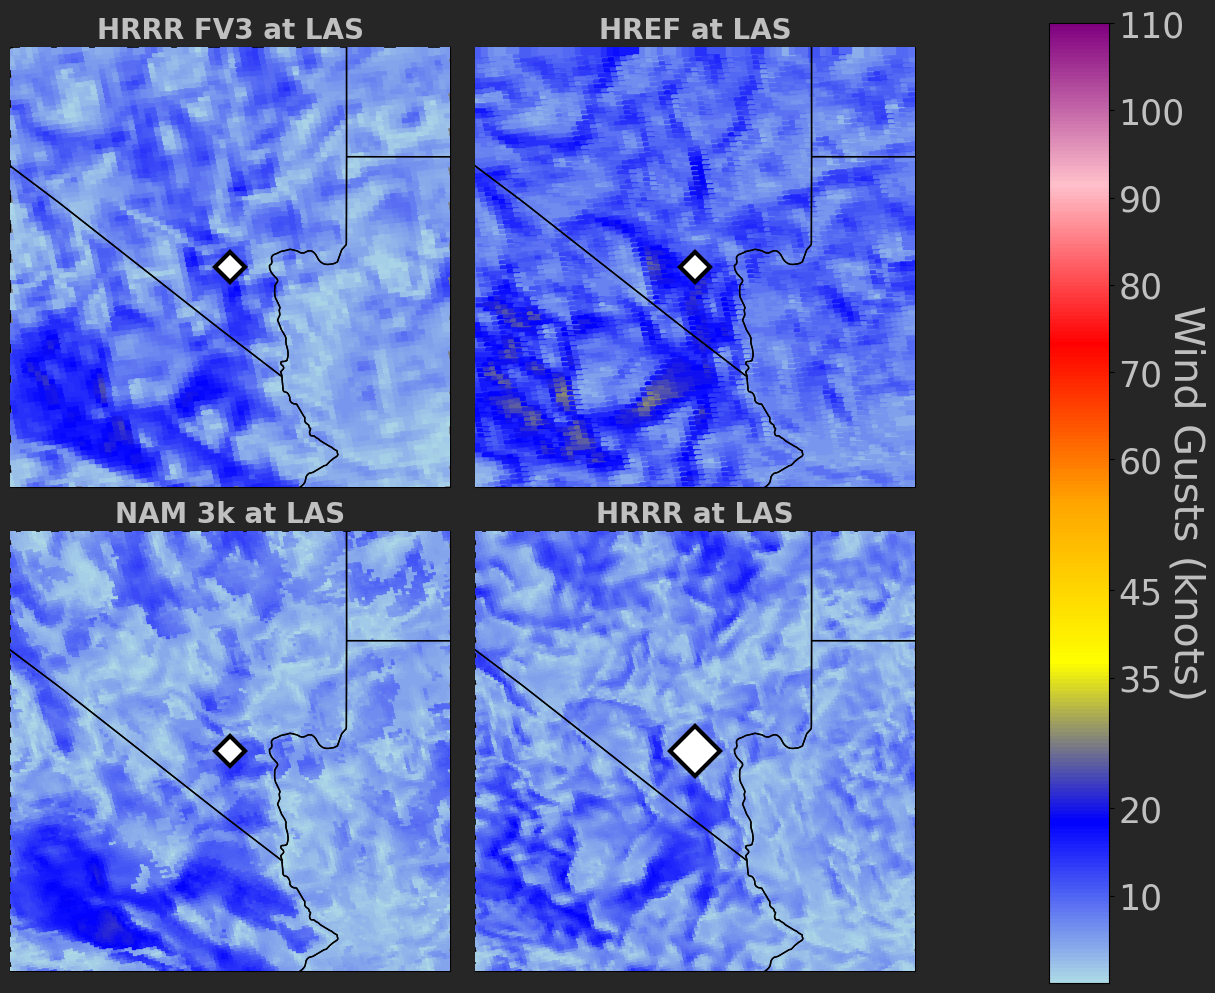 HRRR FV3 at LAS
HREF at LAS
NAM 3k at LAS
HRRR at LAS
110
100
90
80
70
60
45
35
20
10
Wind Gusts (knots)